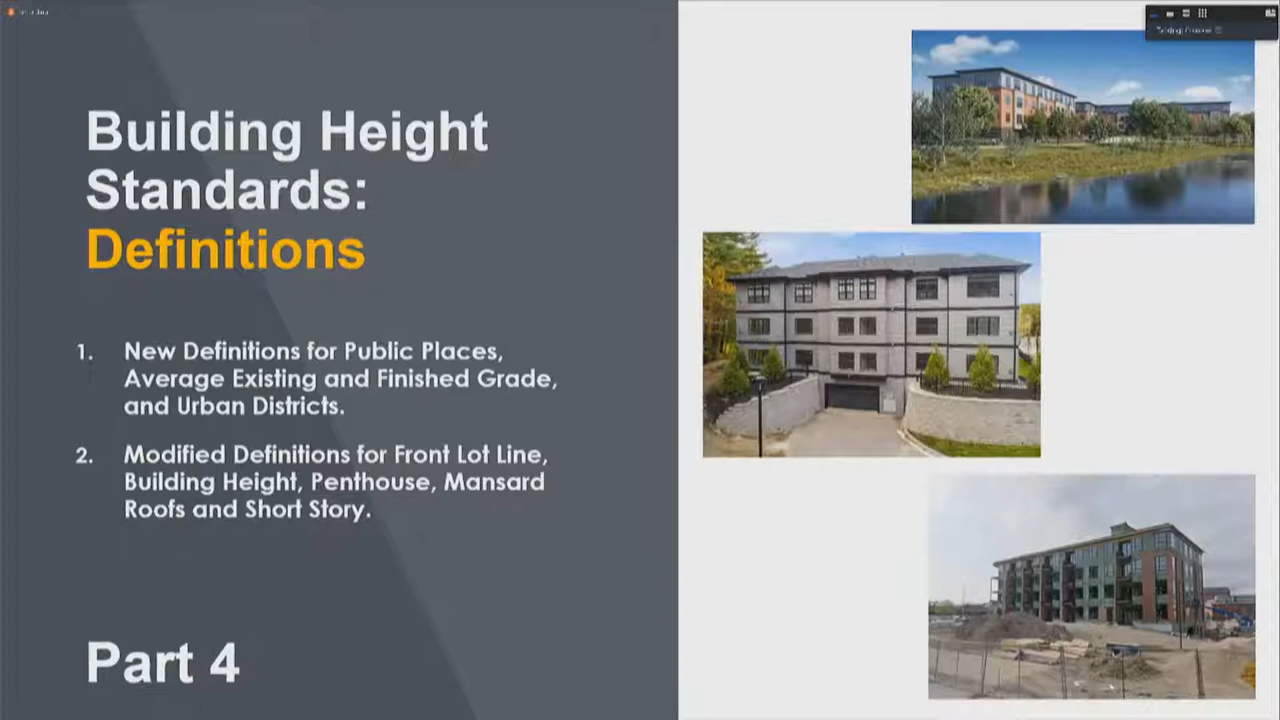 Building Height
Standards:
Definitions
1. New Definitions for Public Places,
Average Existing and Finished Grade,
and Urban Districts.
2. Modified Definitions for Front Lot Line,
Building Height, Penthouse, Mansard
Roofs and Short Story.
Part 4